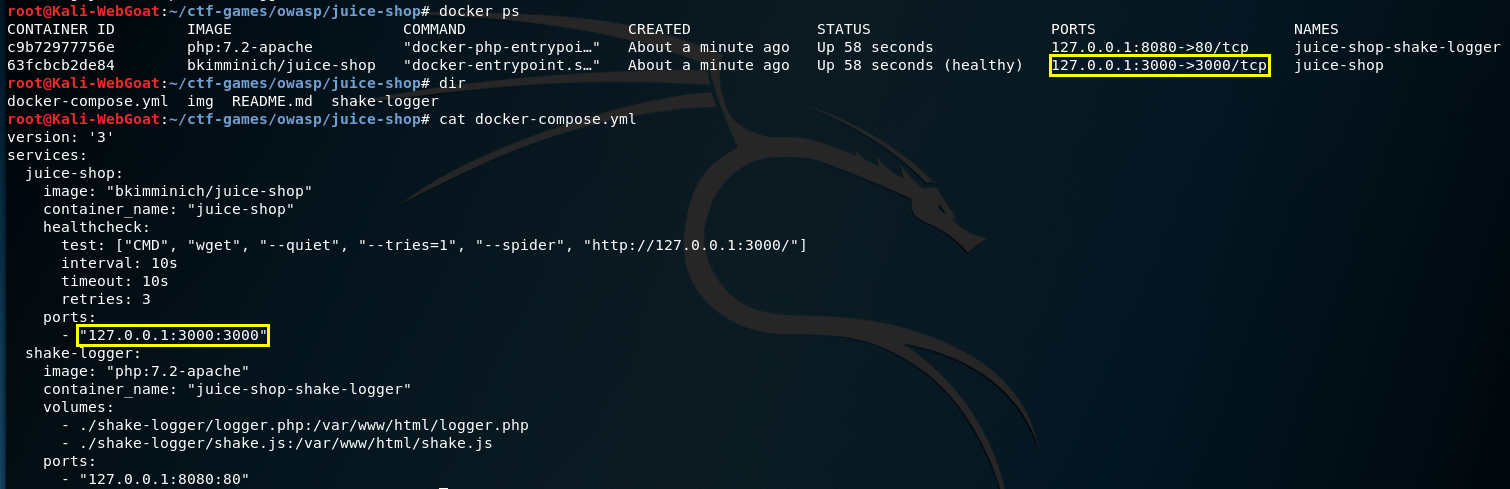 root@Kali-WebGoat:~/ctf-games/owasp/juice-shop# docker ps
CONTAINER ID        IMAGE                   COMMAND                  CREATED              STATUS                    PORTS                      NAMES
c9b72977756e        php:7.2-apache          "docker-php-entrypoi…"   About a minute ago   Up 58 seconds             127.0.0.1:8080->80/tcp     juice-shop-shake-logger
63fcbcb2de84        bkimminich/juice-shop   "docker-entrypoint.s…"   About a minute ago   Up 58 seconds (healthy)   127.0.0.1:3000->3000/tcp   juice-shop
root@Kali-WebGoat:~/ctf-games/owasp/juice-shop# dir
docker-compose.yml  img  README.md  shake-logger
root@Kali-WebGoat:~/ctf-games/owasp/juice-shop# cat docker-compose.yml
version: '3'
services:
  juice-shop:
    image: "bkimminich/juice-shop"
    container_name: "juice-shop"
    healthcheck:
      test: ["CMD", "wget", "--quiet", "--tries=1", "--spider", "http://127.0.0.1:3000/"]
      interval: 10s
      timeout: 10s
      retries: 3
    ports:
      - "127.0.0.1:3000:3000"
  shake-logger:
    image: "php:7.2-apache"
    container_name: "juice-shop-shake-logger"
    volumes:
      - ./shake-logger/logger.php:/var/www/html/logger.php
      - ./shake-logger/shake.js:/var/www/html/shake.js
    ports:
      - "127.0.0.1:8080:80"